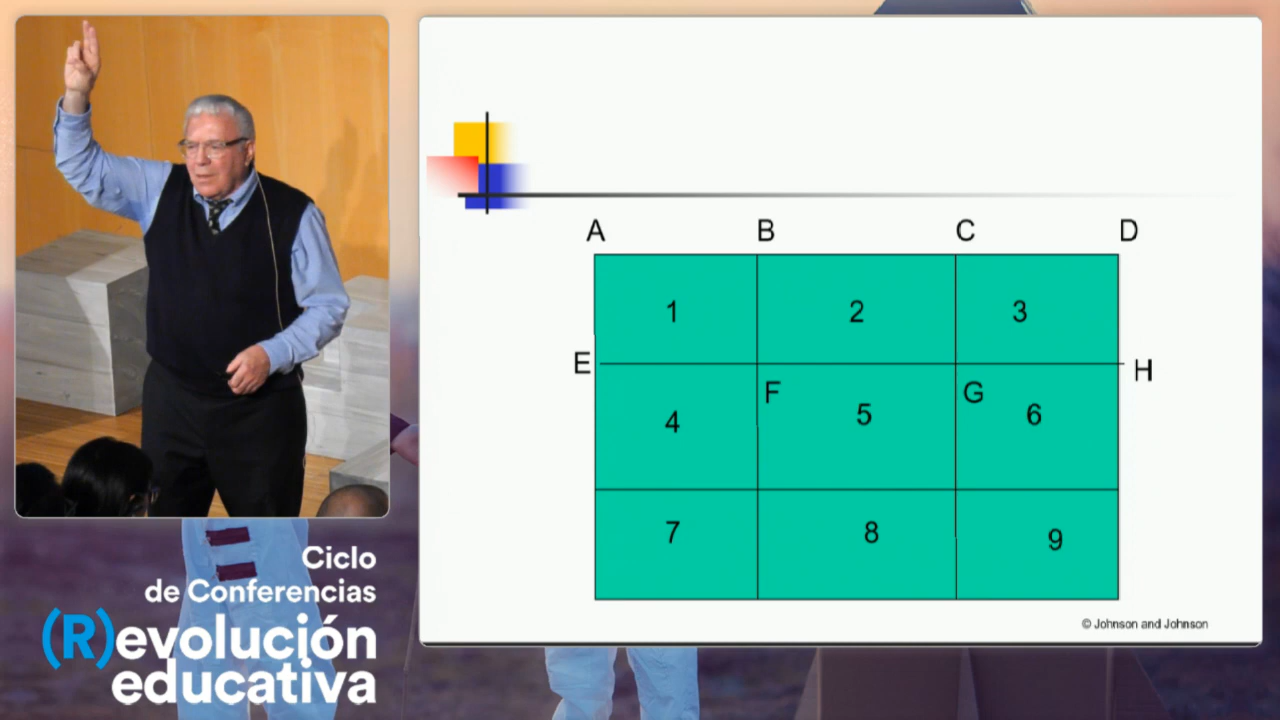 A B C D
1 2 3
E H
F G
4 5 6
7 8 9
© Johnson and Johnson
Ciclo
de Conferencias
(R)evolución
educativa